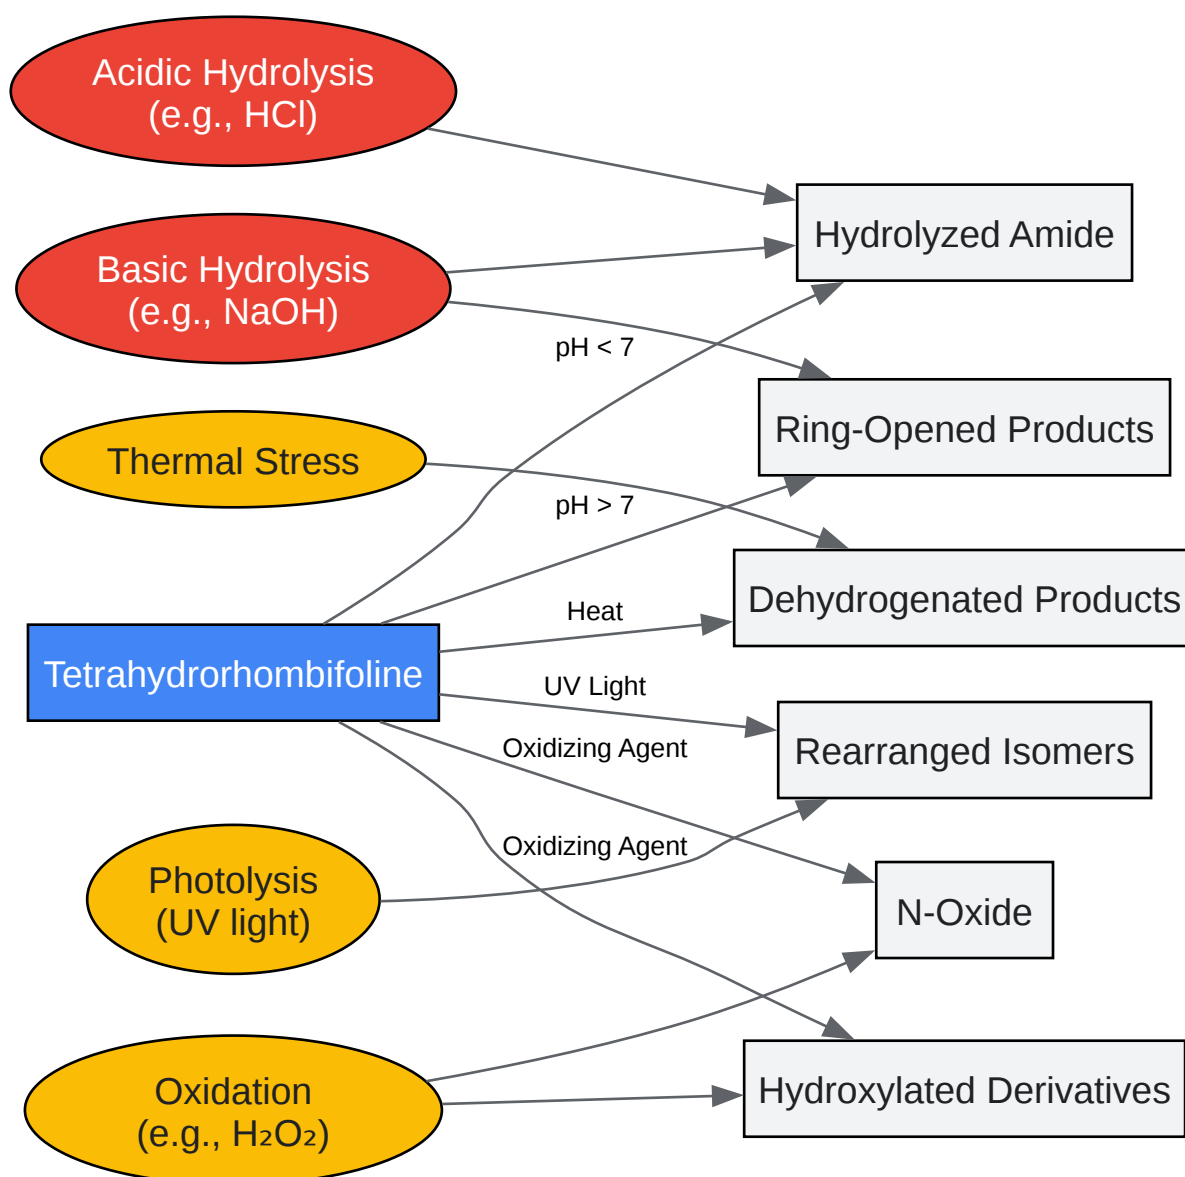 Acidic Hydrolysis
(e.g., HCl)
Basic Hydrolysis
(e.g., NaOH)
Thermal Stress
Tetrahydrorhombifoline
Photolysis
(UV light)
Oxidation
(e.g., H₂O₂)
pH < 7
pH > 7
Heat
UV Light
Oxidizing Agent
Oxidizing Agent
Hydrolyzed Amide
Ring-Opened Products
Dehydrogenated Products
Rearranged Isomers
N-Oxide
Hydroxylated Derivatives